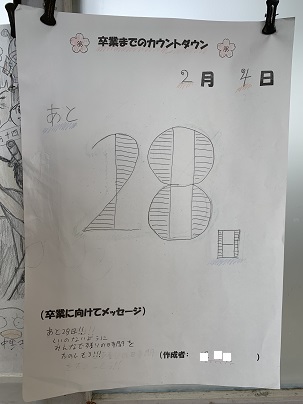 卒業までのカウントダウン
2月 4日
あと
28日
(卒業に向けてメッセージ)
あと28日!!
くいのないように
みんなで残りの時間を
たのしもう!!!
(作成者: )